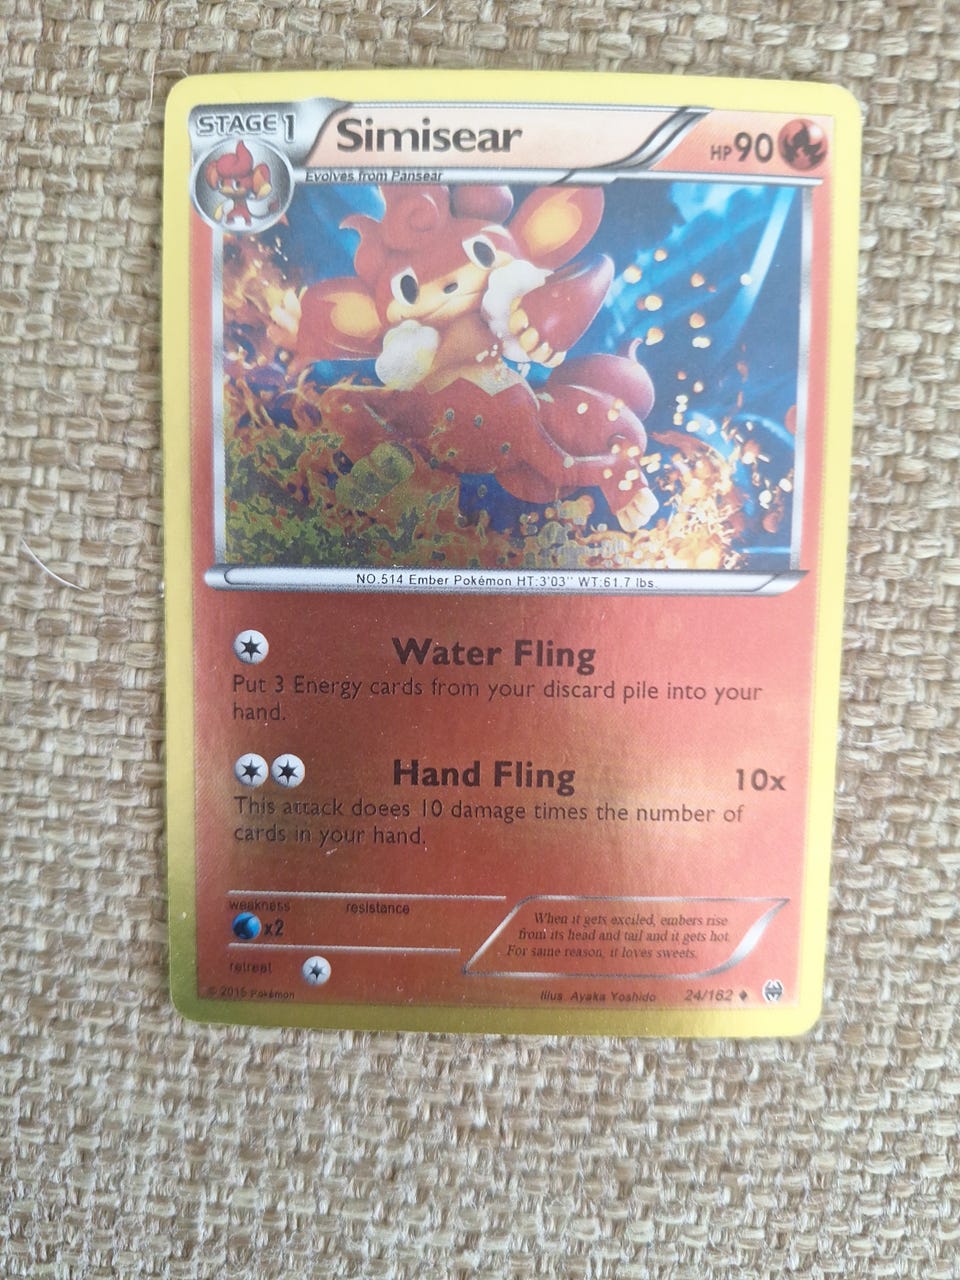 STAGE 1 Simisear HP 90
Evolves from Pansear
NO.514 Ember Pokémon HT:3'03" WT:61.7 lbs.
Water Fling
Put 3 Energy cards from your discard pile into your
hand.
Hand Fling 10x
This attack doees 10 damage times the number of
cards in your hand.
weakness resistance
x2
When it gets exciled, embers rise
from its head and tail and it gets hot.
For same reason, it loves sweets.
retreat
© 2015 Pokémon Illus Ayaka Yoshido 24/162